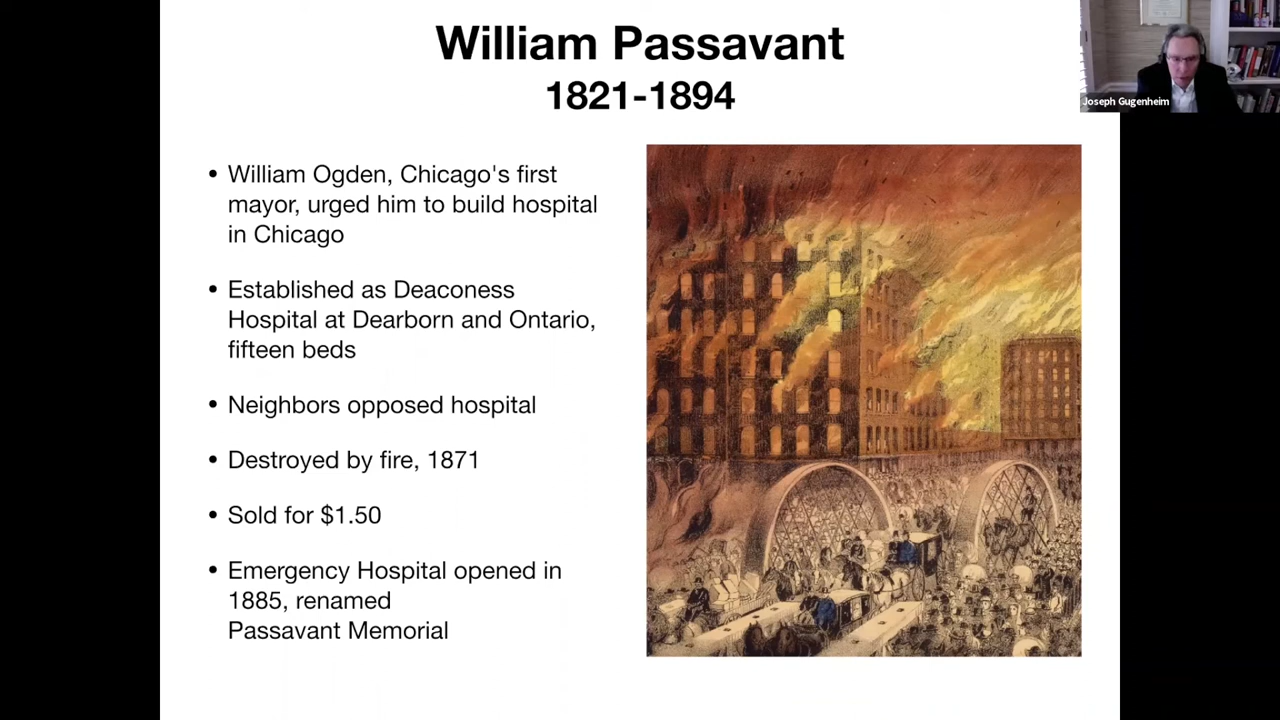 William Passavant
1821-1894
Joseph Gugenheim
• William Ogden, Chicago's first
mayor, urged him to build hospital
in Chicago
• Established as Deaconess
Hospital at Dearborn and Ontario,
fifteen beds
• Neighbors opposed hospital
• Destroyed by fire, 1871
• Sold for $1.50
• Emergency Hospital opened in
1885, renamed
Passavant Memorial